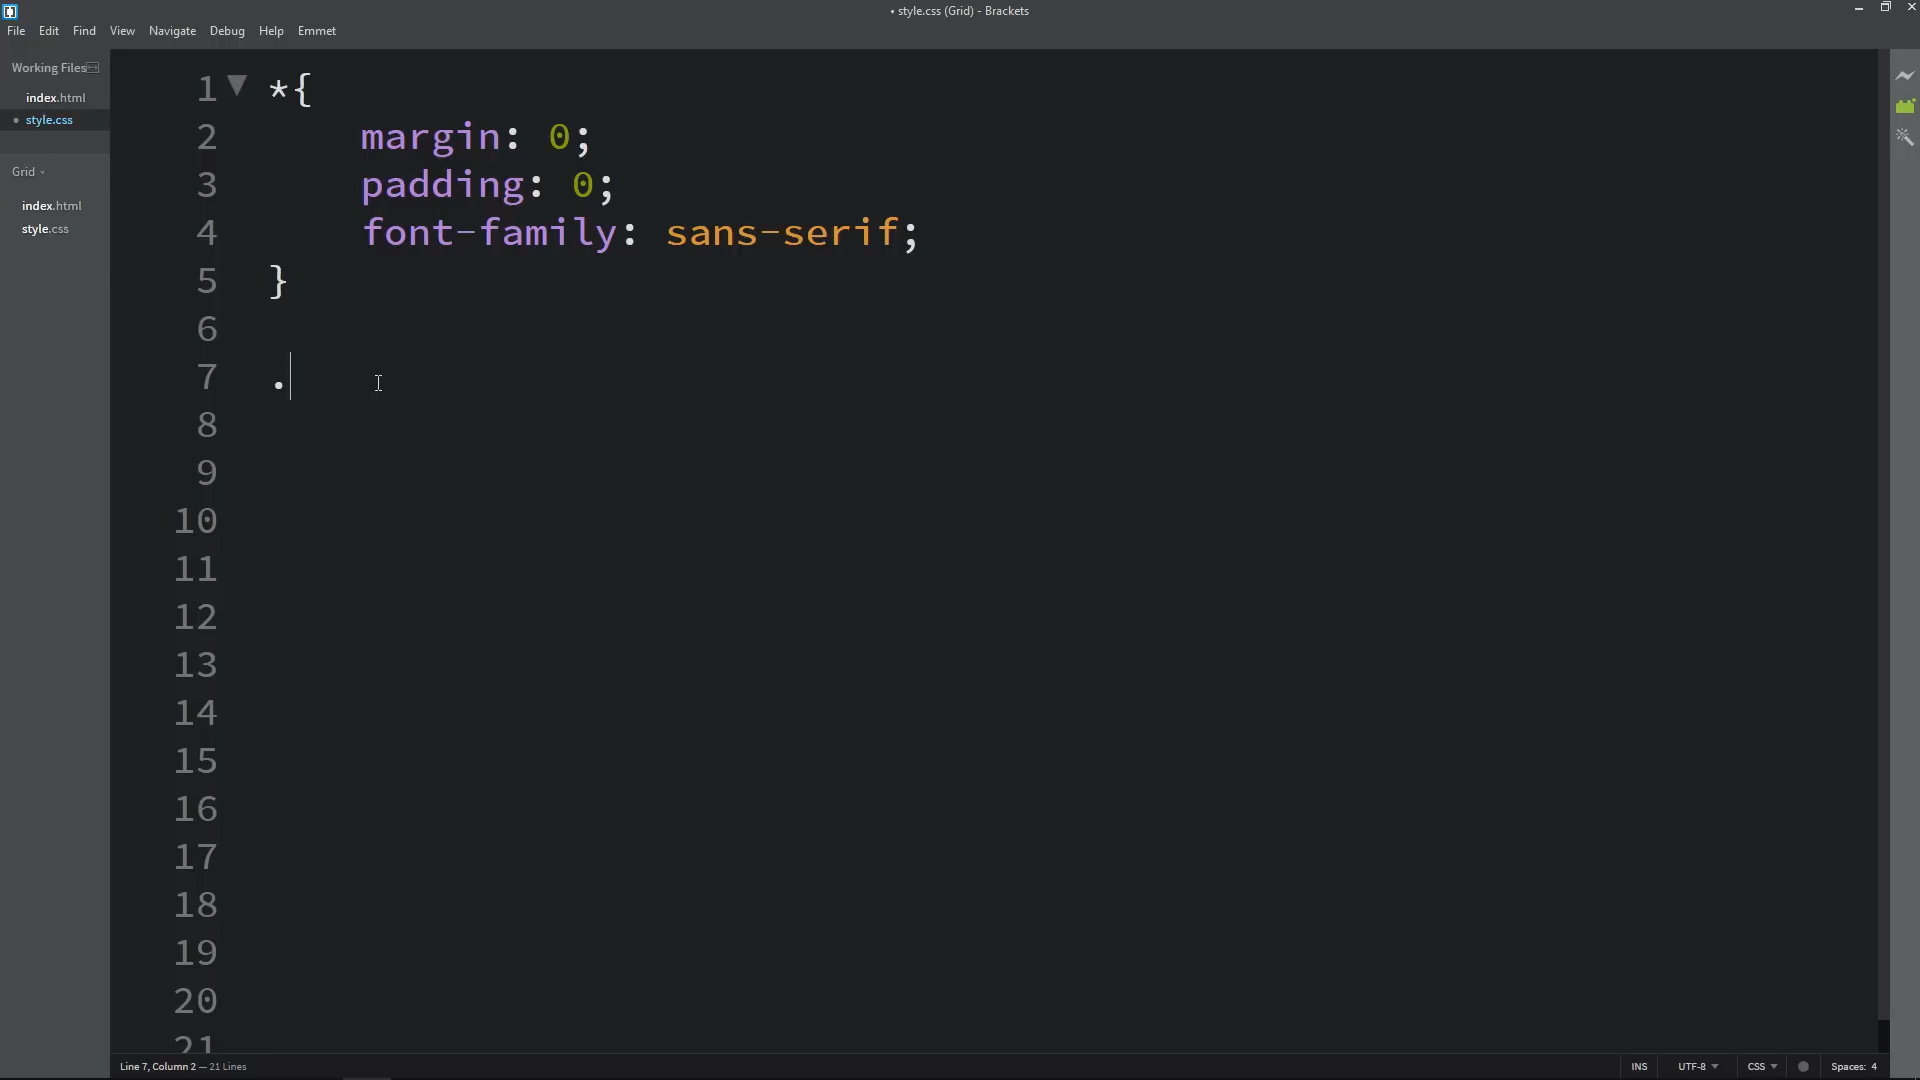 • style.css (Grid) - Brackets
File Edit Find View Navigate Debug Help Emmet
Working Files
index.html
• style.css
Grid
index.html
style.css
1 *{
2     margin: 0;
3     padding: 0;
4     font-family: sans-serif;
5 }
6
7 .
8
9
10
11
12
13
14
15
16
17
18
19
20
21
Line 7, Column 2 — 21 Lines
INS UTF-8 CSS Spaces: 4